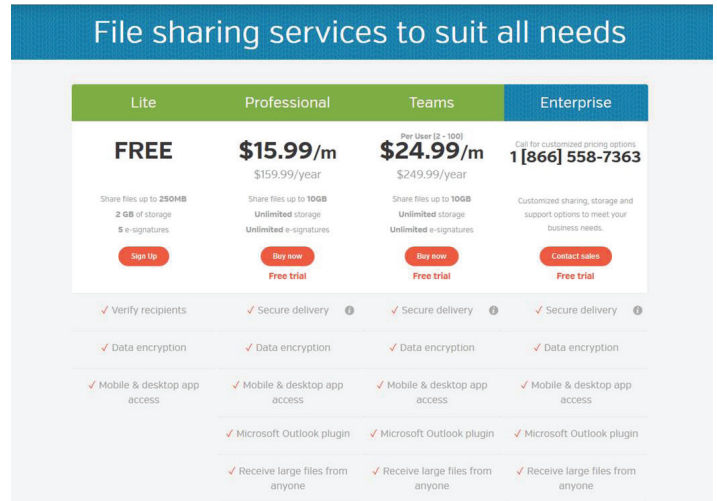 File sharing services to suit all needs
Lite
FREE
Share files up to 250MB
2 GB of storage
5 e-signatures
Sign Up
✓ Verify recipients
✓ Data encryption
✓ Mobile & desktop app
access
Professional
$15.99/m
$159.99/year
Share files up to 10GB
Unlimited storage
Unlimited e-signatures
Buy now
Free trial
✓ Secure delivery i
✓ Data encryption
✓ Mobile & desktop app
access
✓ Microsoft Outlook plugin
✓ Receive large files from
anyone
Teams
Per User (2 - 100)
$24.99/m
$249.99/year
Share files up to 10GB
Unlimited storage
Unlimited e-signatures
Buy now
Free trial
✓ Secure delivery i
✓ Data encryption
✓ Mobile & desktop app
access
✓ Microsoft Outlook plugin
✓ Receive large files from
anyone
Enterprise
Call for customized pricing options
1 [866] 558-7363
Customized sharing, storage and
support options to meet your
business needs.
Contact sales
Free trial
✓ Secure delivery i
✓ Data encryption
✓ Mobile & desktop app
access
✓ Microsoft Outlook plugin
✓ Receive large files from
anyone